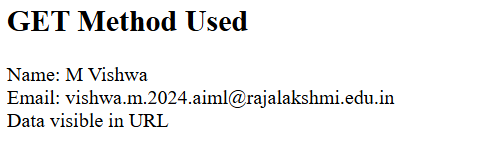 GET Method Used
Name: M Vishwa
Email: vishwa.m.2024.aiml@rajalakshmi.edu.in
Data visible in URL